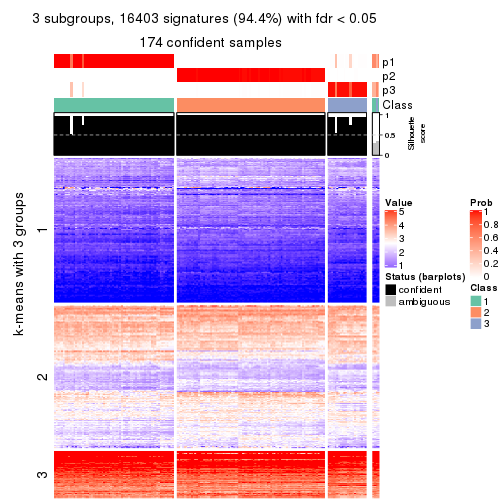 3 subgroups, 16403 signatures (94.4%) with fdr < 0.05
174 confident samples
p1
p2
p3
Class
1
0.5
0
Silhouette
score
k-means with 3 groups
1
2
3
Value
5
4
3
2
1
Status (barplots)
confident
ambiguous
Prob
1
0.8
0.6
0.4
0.2
0
Class
1
2
3